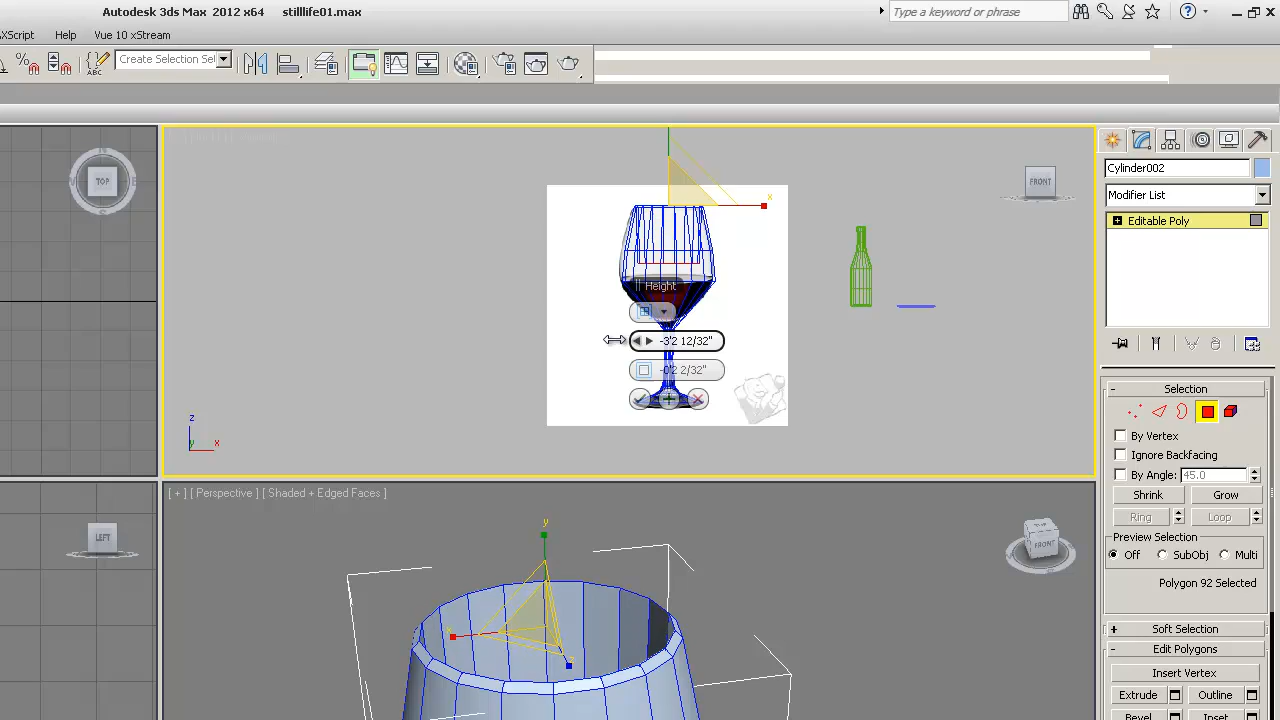 Autodesk 3ds Max 2012 x64 stilllife01.max
Type a keyword or phrase
XScript Help Vue 10 xStream
ABC
Create Selection Sel
TOP
FRONT
x
Height
-3'2 12/32"
-0'2 2/32"
z
y
x
Cylinder002
Modifier List
Editable Poly
Selection
By Vertex
Ignore Backfacing
By Angle: 45.0
Shrink Grow
Ring Loop
Preview Selection
Off SubObj Multi
Polygon 92 Selected
Soft Selection
Edit Polygons
Insert Vertex
Extrude Outline
Bevel Inset
LEFT
[ + ] [ Perspective ] [ Shaded + Edged Faces ]
y
TOP
FRONT